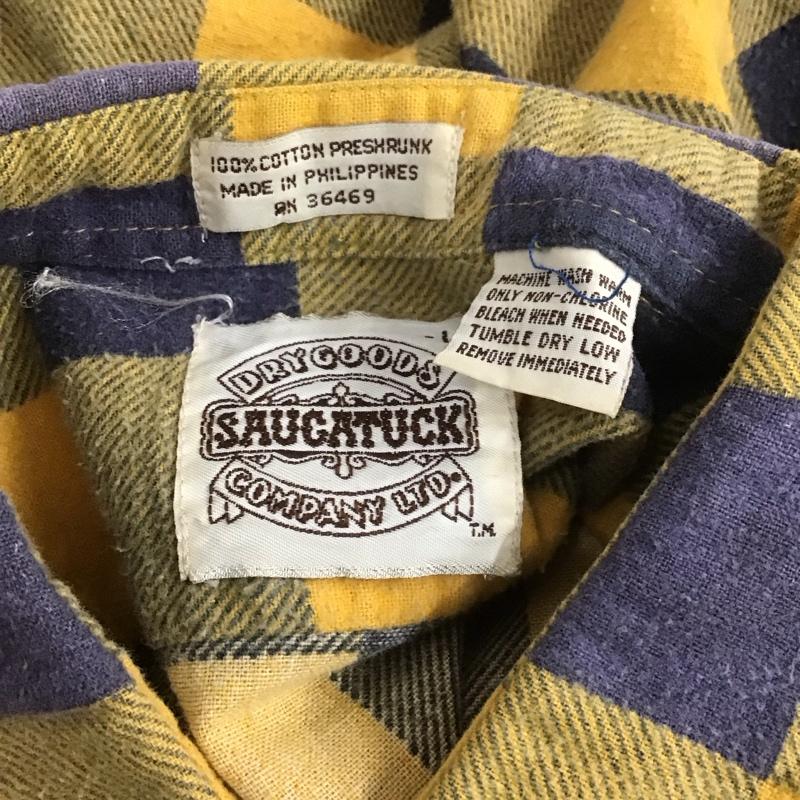 100% COTTON PRESHRUNK
MADE IN PHILIPPINES
RN 36469
MACHINE WASH WARM
ONLY NON-CHLORINE
BLEACH WHEN NEEDED
TUMBLE DRY LOW
REMOVE IMMEDIATELY
DRY GOODS
SAUGATUCK
COMPANY LTD.
T.M.